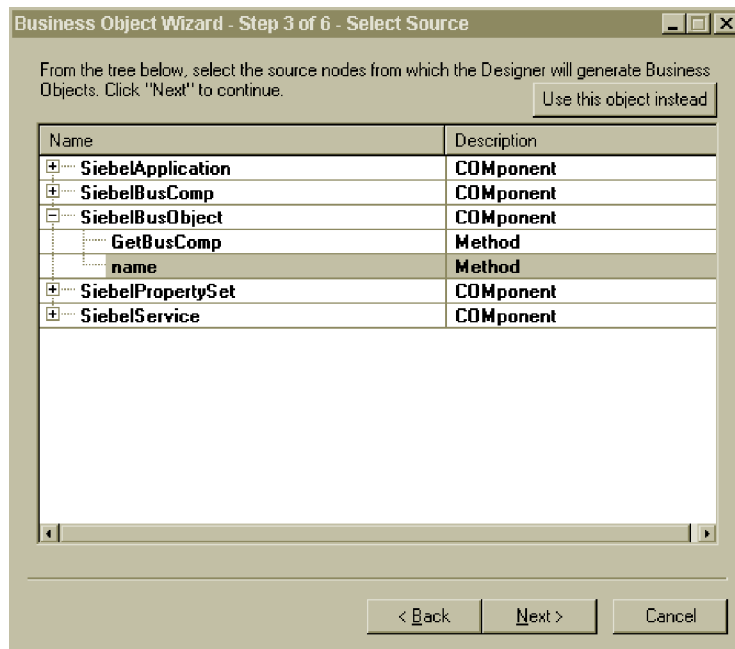 Business Object Wizard - Step 3 of 6 - Select Source
From the tree below, select the source nodes from which the Designer will generate Business
Objects. Click "Next" to continue.
Use this object instead
Name Description
SiebelApplication COMponent
SiebelBusComp COMponent
SiebelBusObject COMponent
GetBusComp Method
name Method
SiebelPropertySet COMponent
SiebelService COMponent
< Back Next > Cancel